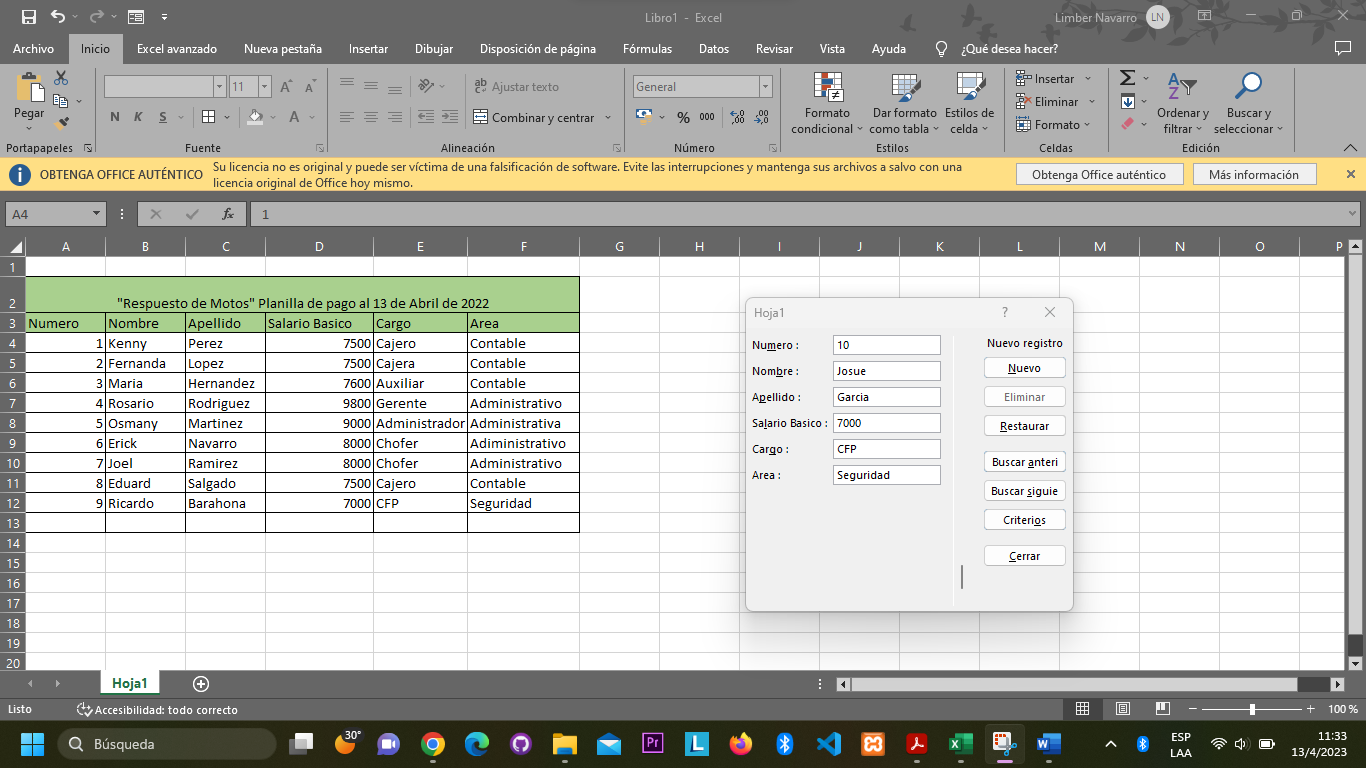 Libro1 - Excel
Limber Navarro LN
Archivo Inicio Excel avanzado Nueva pestaña Insertar Dibujar Disposición de página Fórmulas Datos Revisar Vista Ayuda ¿Qué desea hacer?
Pegar
Portapapeles
11 A A
N K S A
Fuente
ab Ajustar texto
Combinar y centrar
Alineación
General
% 000 ,00 ,00
Número
Formato condicional
Dar formato como tabla
Estilos de celda
Estilos
Insertar
Eliminar
Formato
Celdas
Σ
Ordenar y filtrar
Buscar y seleccionar
Edición
OBTENGA OFFICE AUTÉNTICO Su licencia no es original y puede ser víctima de una falsificación de software. Evite las interrupciones y mantenga sus archivos a salvo con una
licencia original de Office hoy mismo.
Obtenga Office auténtico Más información
A4 fx 1
A B C D E F G H I J K L M N O P
1
2 "Respuesto de Motos" Planilla de pago al 13 de Abril de 2022
3 Numero Nombre Apellido Salario Basico Cargo Area
4 1 Kenny Perez 7500 Cajero Contable
5 2 Fernanda Lopez 7500 Cajera Contable
6 3 Maria Hernandez 7600 Auxiliar Contable
7 4 Rosario Rodriguez 9800 Gerente Administrativo
8 5 Osmany Martinez 9000 Administrador Administrativa
9 6 Erick Navarro 8000 Chofer Adiministrativo
10 7 Joel Ramirez 8000 Chofer Administrativo
11 8 Eduard Salgado 7500 Cajero Contable
12 9 Ricardo Barahona 7000 CFP Seguridad
13
14
15
16
17
18
19
20
Hoja1 ?
Numero : 10
Nombre : Josue
Apellido : Garcia
Salario Basico : 7000
Cargo : CFP
Area : Seguridad
Nuevo registro
Nuevo
Eliminar
Restaurar
Buscar anteri
Buscar siguie
Criterios
Cerrar
Hoja1
Listo Accesibilidad: todo correcto 100 %
Búsqueda 30° Pr L
ESP
LAA
11:33
13/4/2023